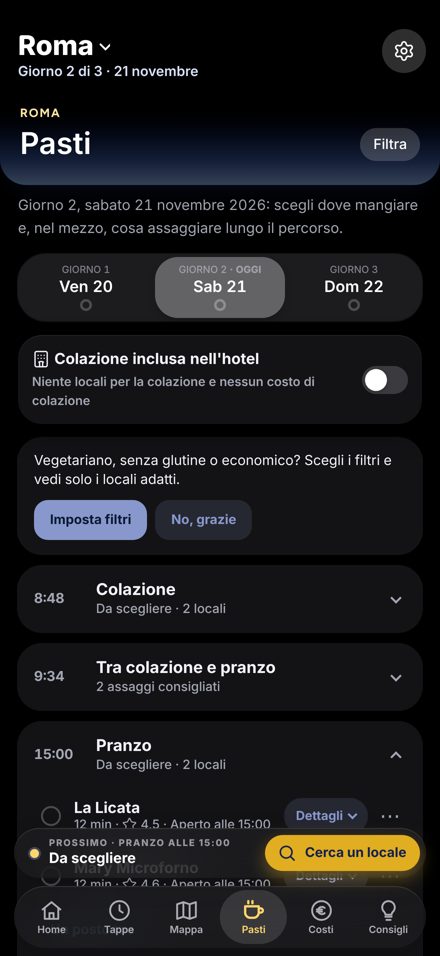 Roma
Giorno 2 di 3 · 21 novembre
ROMA
Pasti
Filtra
Giorno 2, sabato 21 novembre 2026: scegli dove mangiare
e, nel mezzo, cosa assaggiare lungo il percorso.
GIORNO 1
Ven 20
GIORNO 2 · OGGI
Sab 21
GIORNO 3
Dom 22
Colazione inclusa nell'hotel
Niente locali per la colazione e nessun costo di
colazione
Vegetariano, senza glutine o economico? Scegli i filtri e
vedi solo i locali adatti.
Imposta filtri
No, grazie
8:48
Colazione
Da scegliere · 2 locali
9:34
Tra colazione e pranzo
2 assaggi consigliati
15:00
Pranzo
Da scegliere · 2 locali
La Licata
Dettagli
12 min · 4,5 · Aperto alle 15:00
PROSSIMO · PRANZO ALLE 15:00
Da scegliere
Cerca un locale
Mary Microforno
Dettagli
12 min · 4,6 · Aperto alle 15:00
Home
Tappe
Mappa
Pasti
Costi
Consigli